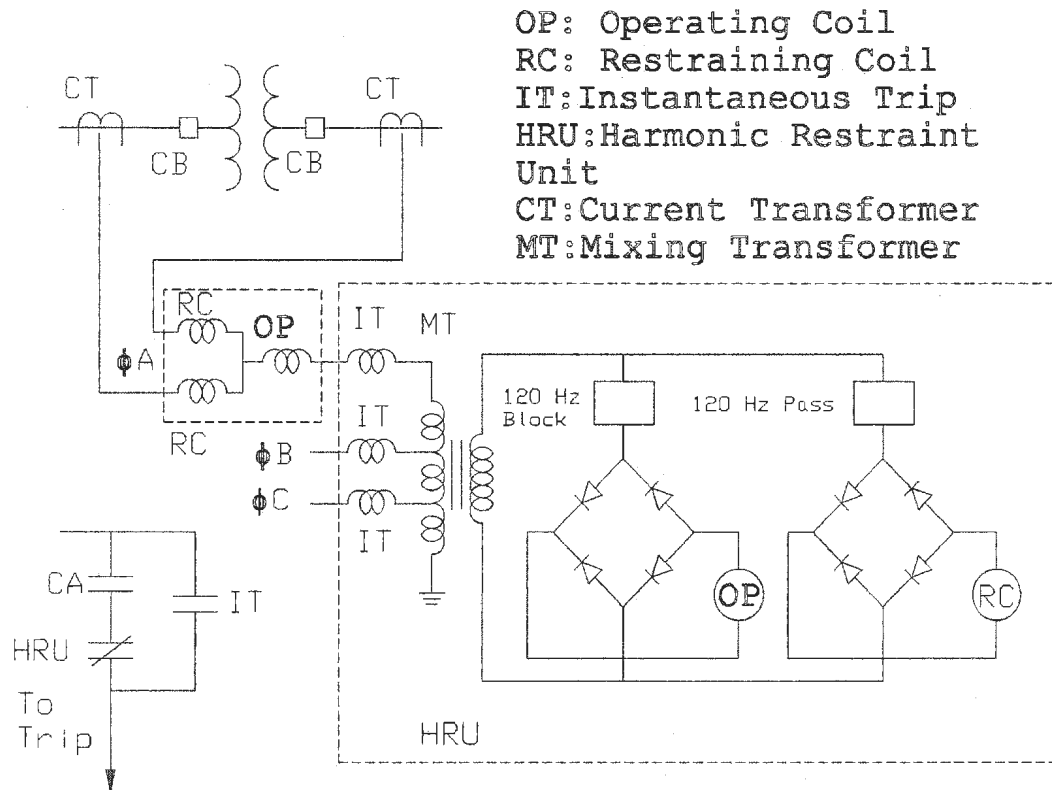 OP: Operating Coil
RC: Restraining Coil
IT:Instantaneous Trip
HRU:Harmonic Restraint
Unit
CT:Current Transformer
MT:Mixing Transformer
CT
CT
CB
CB
RC
OP
IT
MT
ϕA
120 Hz
Block
120 Hz Pass
RC
IT
ϕB
ϕC
IT
CA
IT
OP
RC
HRU
To
Trip
HRU